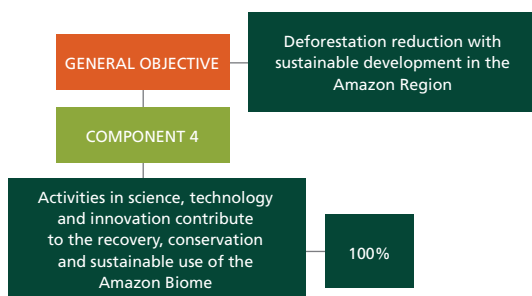 GENERAL OBJECTIVE
Deforestation reduction with
sustainable development in the
Amazon Region
COMPONENT 4
Activities in science, technology
and innovation contribute
to the recovery, conservation
and sustainable use of the
Amazon Biome
100%